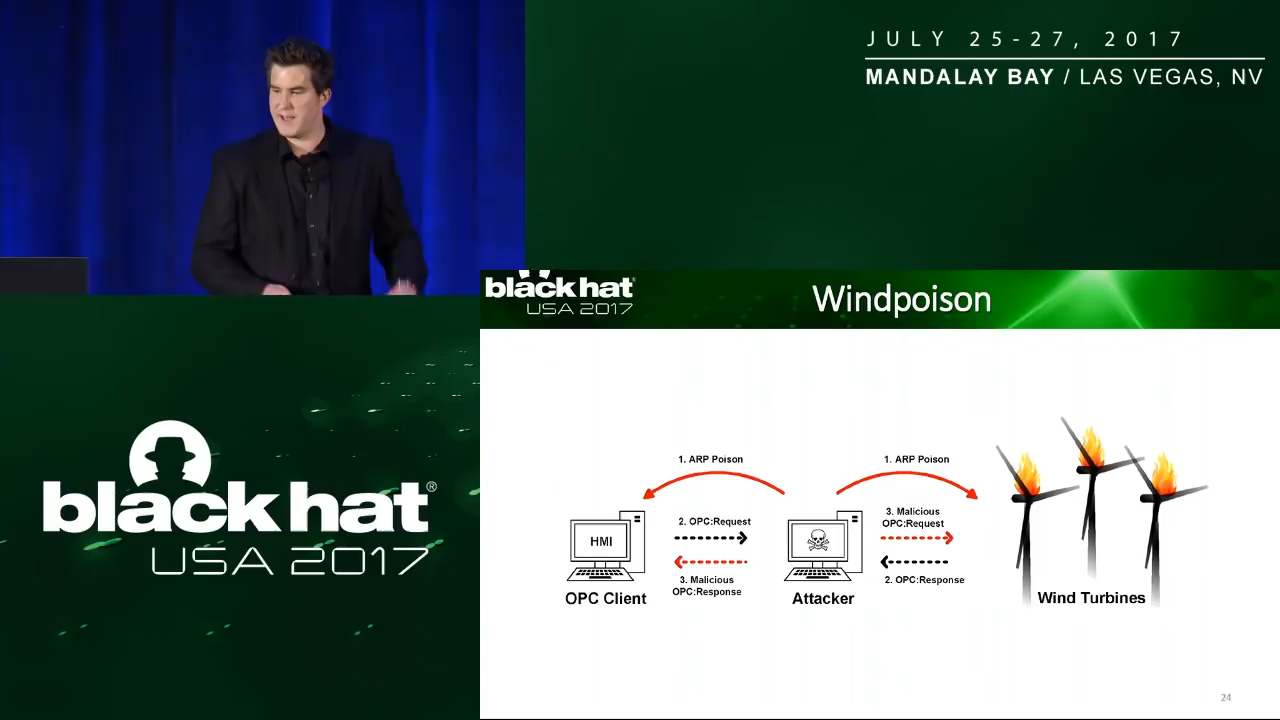 JULY 25-27, 2017
MANDALAY BAY / LAS VEGAS, NV
black hat
USA 2017
Windpoison
1. ARP Poison
1. ARP Poison
2. OPC:Request
3. Malicious
OPC:Request
HMI
3. Malicious
OPC:Response
2. OPC:Response
OPC Client
Attacker
Wind Turbines
black hat®
USA 2017
24